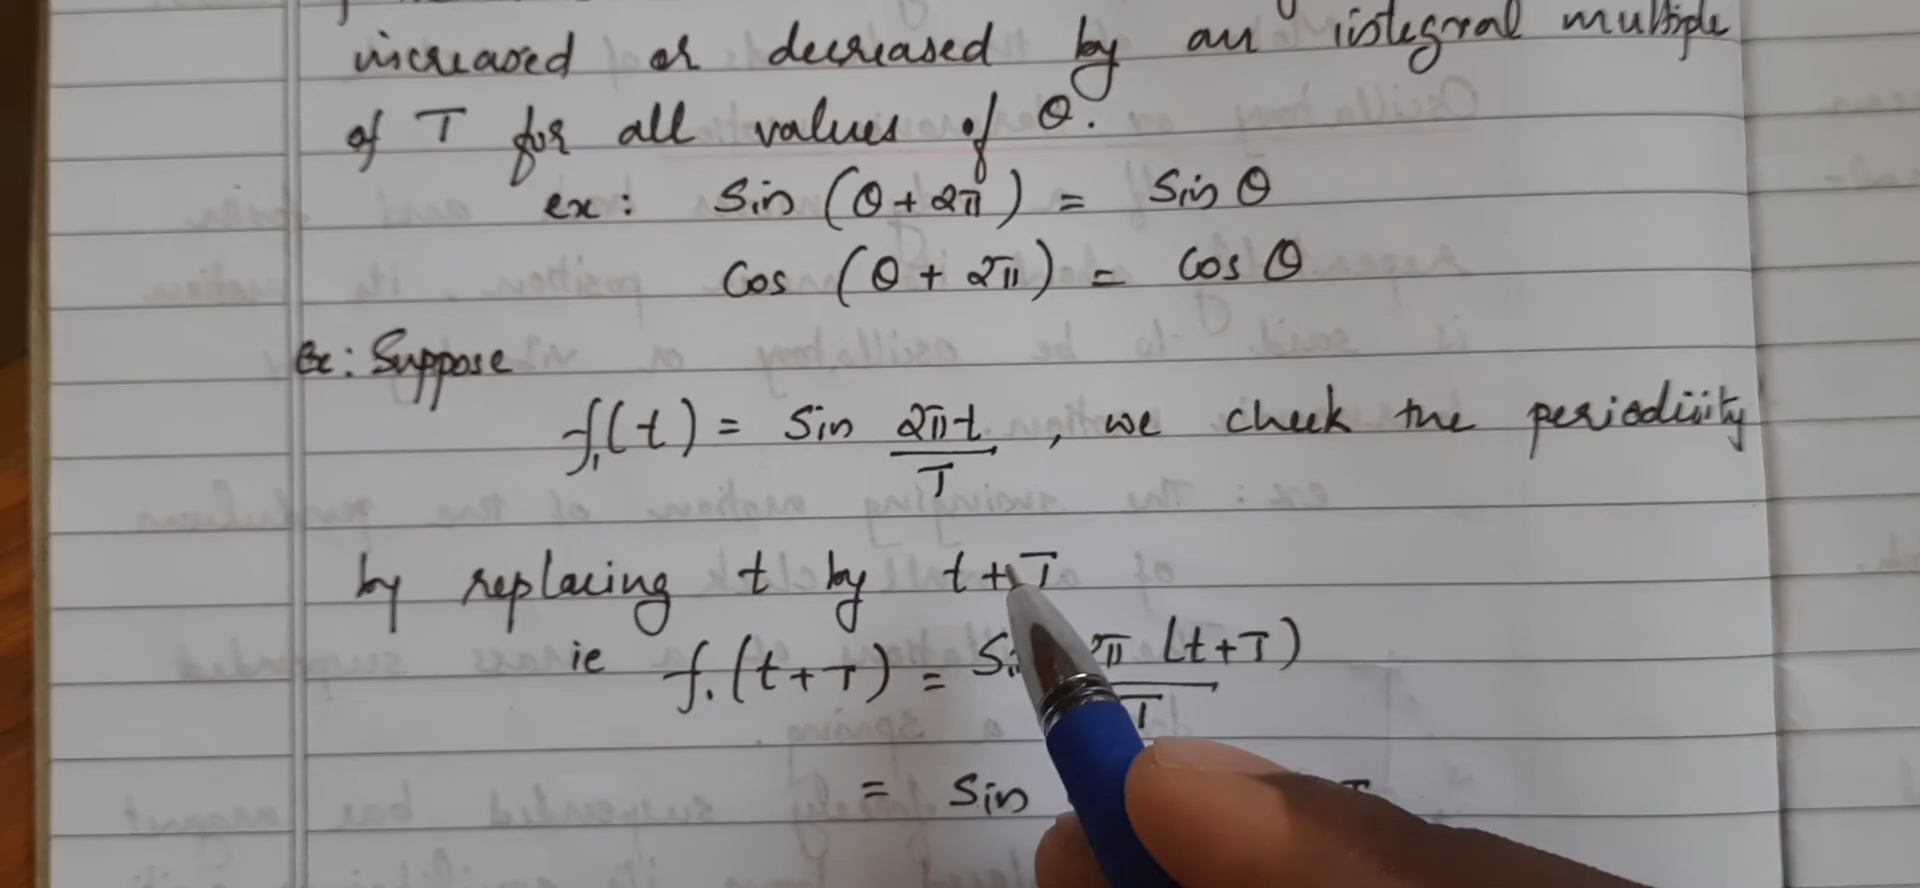 increased or decreased by an integral multiple
of T for all values of θ.
ex: Sin (θ + 2π) = Sin θ
Cos (θ + 2π) = Cos θ
Ex: Suppose
f₁(t) = Sin 2πt/T, we check the periodicity
by replacing t by t+T
ie f₁(t+T) = 2π (t+T)/T
= Sin